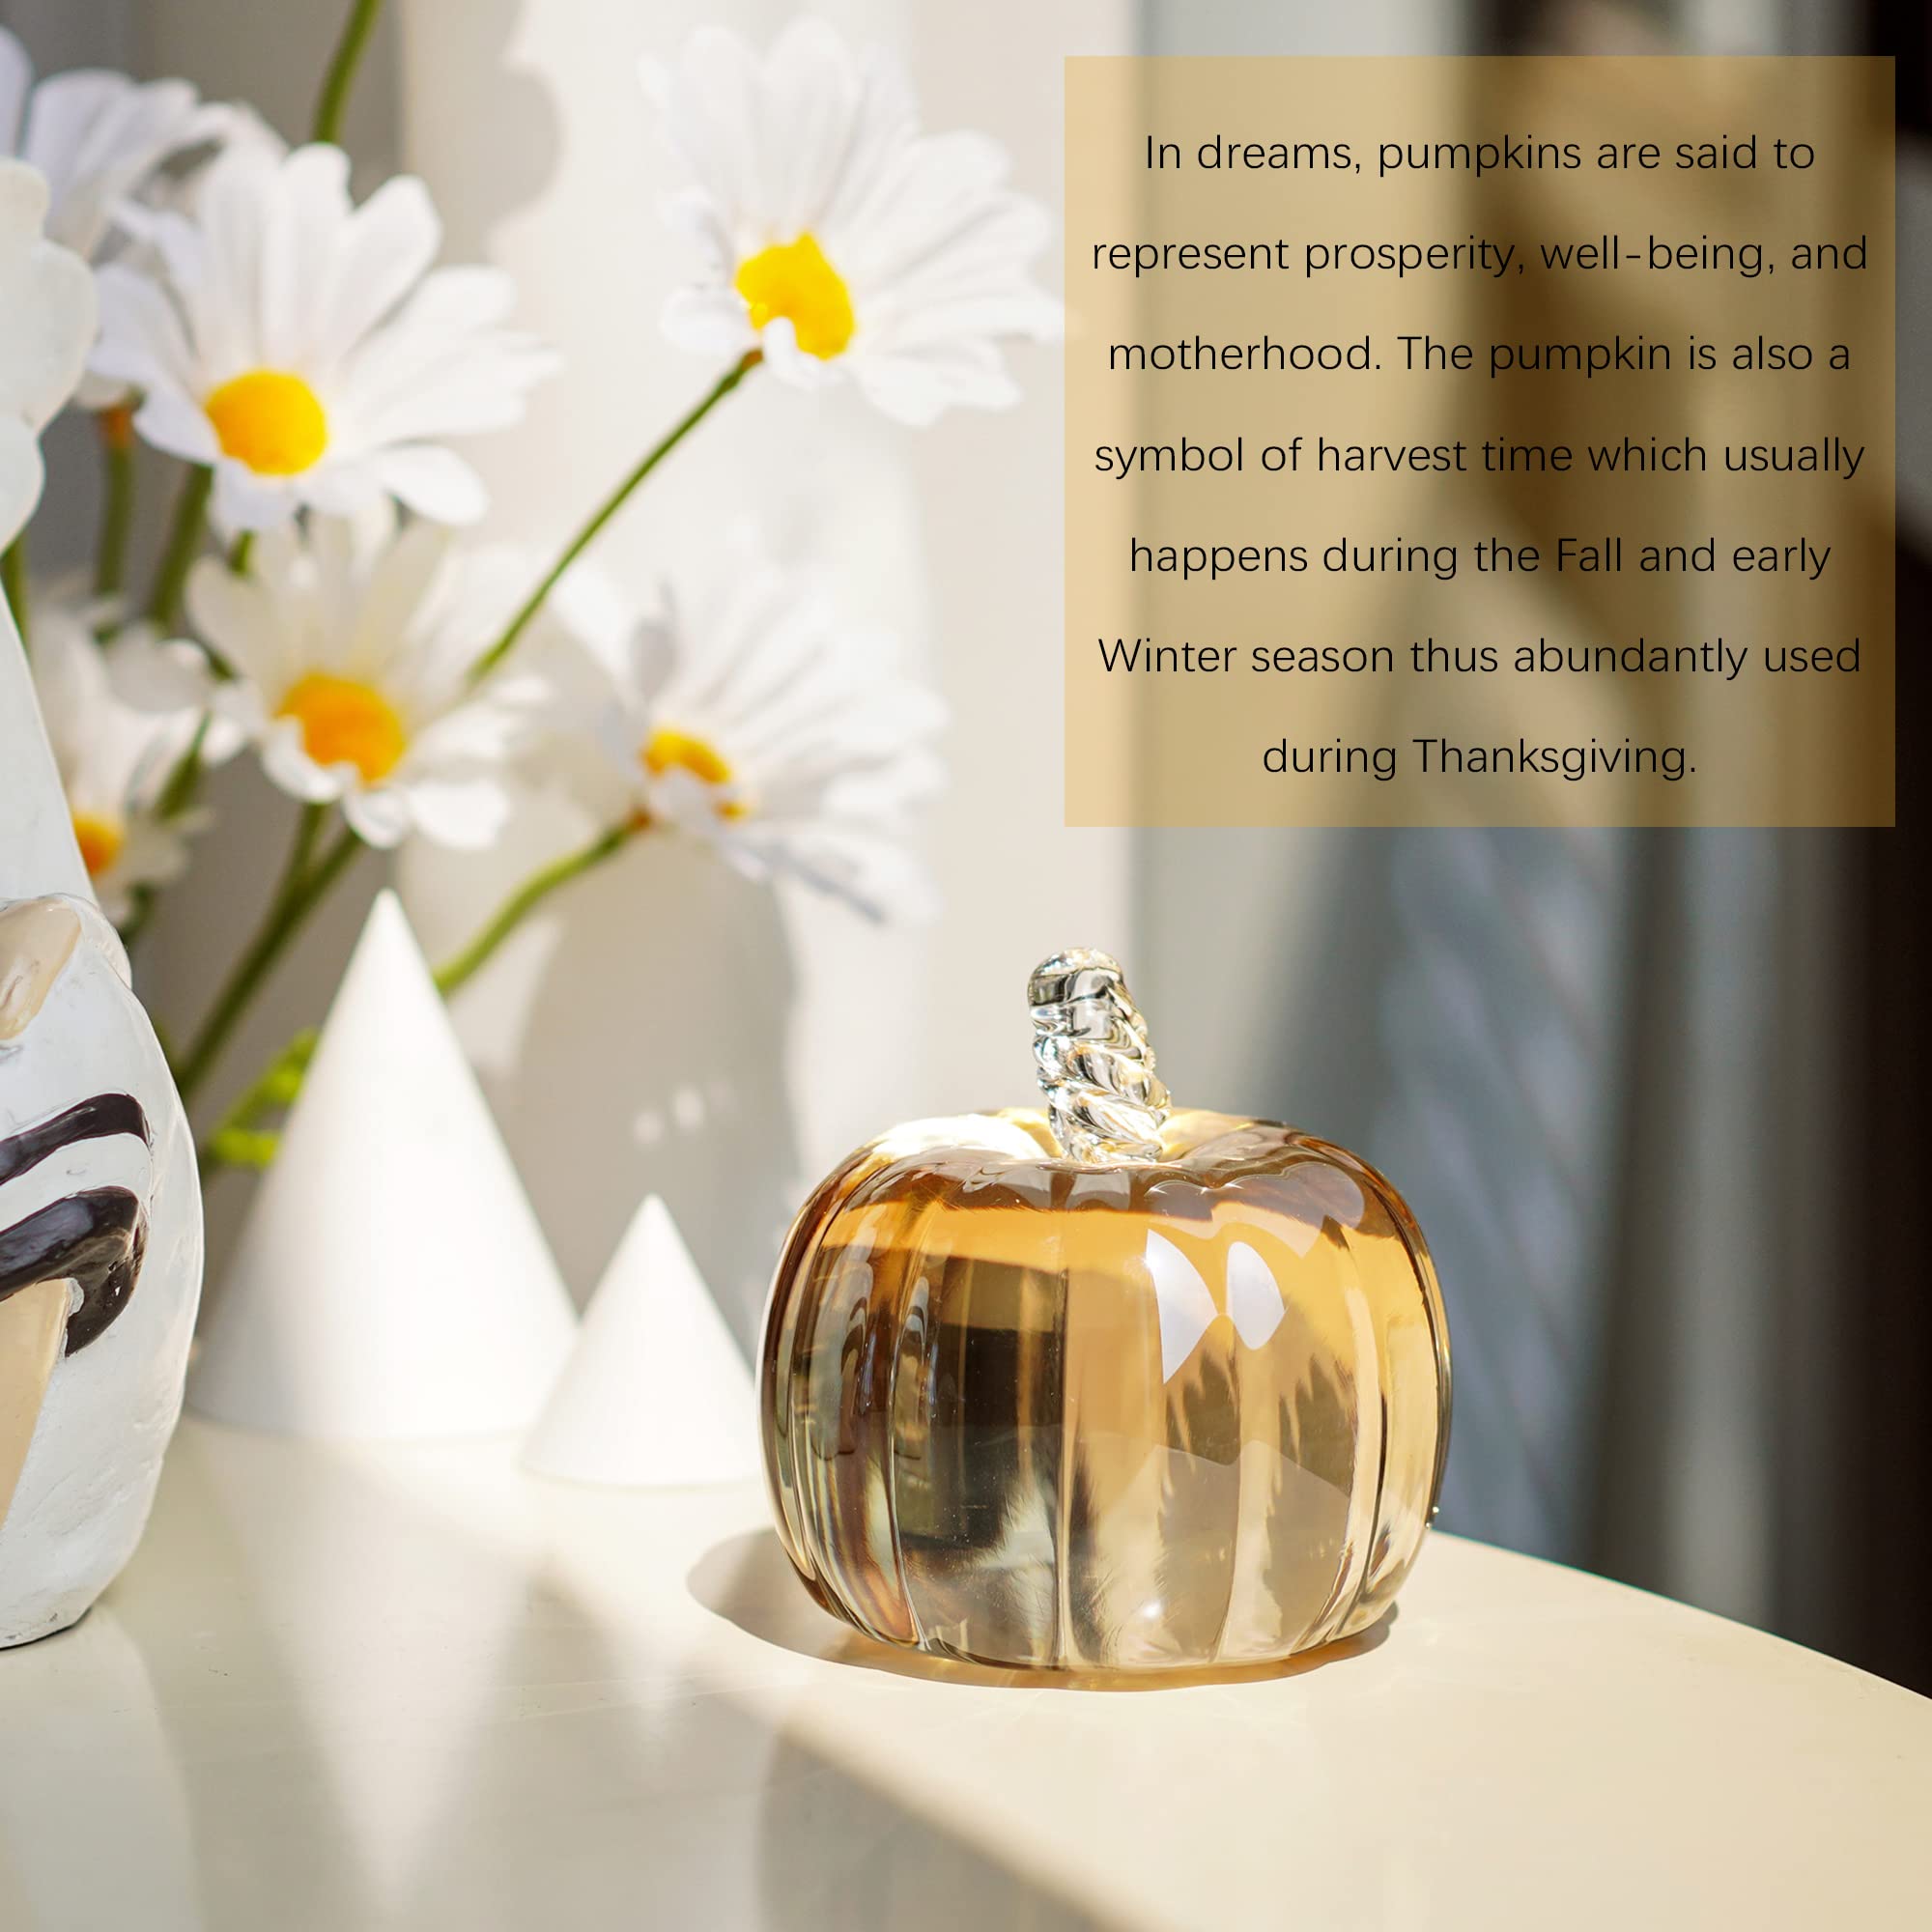 In dreams, pumpkins are said to
represent prosperity, well-being, and
motherhood. The pumpkin is also a
symbol of harvest time which usually
happens during the Fall and early
Winter season thus abundantly used
during Thanksgiving.